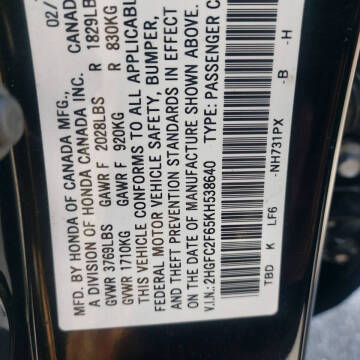 MFD. BY HONDA OF CANADA MFG., 02/
A DIVISION OF HONDA CANADA INC. CANAD
GVWR 3769LBS GAWR F 2028LBS R 1829LB
GVWR 1710KG GAWR F 920KG R 830KG
THIS VEHICLE CONFORMS TO ALL APPLICABL
FEDERAL MOTOR VEHICLE SAFETY, BUMPER,
AND THEFT PREVENTION STANDARDS IN EFFECT
ON THE DATE OF MANUFACTURE SHOWN ABOVE.
V.I.N.: 2HGFC2F65KH538640 TYPE: PASSENGER C
TBD K LF6 -NH731PX -B -H